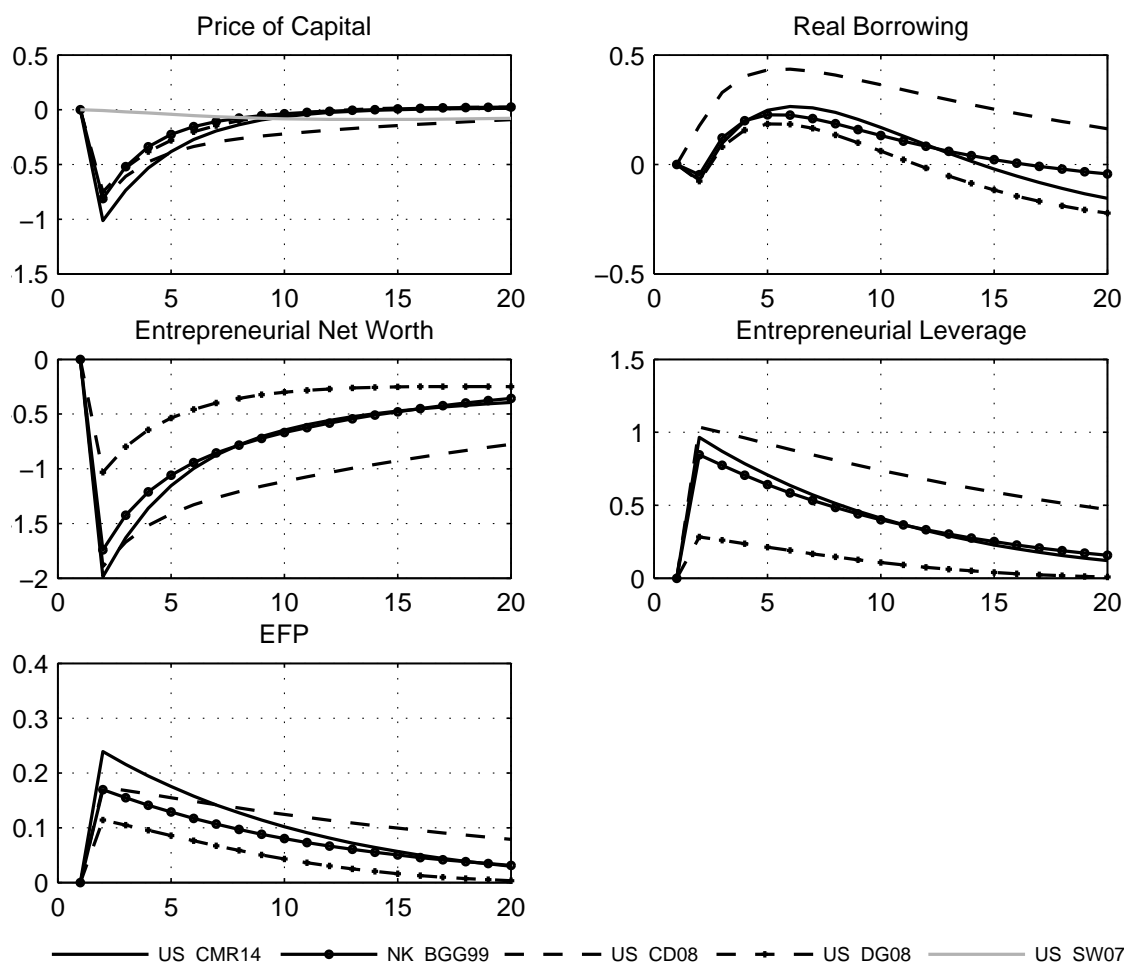 Price of Capital
0.5
0
0.5
−1
1.5
0 5 10 15 20
Real Borrowing
0.5
0
−0.5
0 5 10 15 20
Entrepreneurial Net Worth
0
0.5
−1
1.5
−2
0 5 10 15 20
Entrepreneurial Leverage
1.5
1
0.5
0
0 5 10 15 20
EFP
0.4
0.3
0.2
0.1
0
0 5 10 15 20
US CMR14 NK BGG99 US CD08 US DG08 US SW07